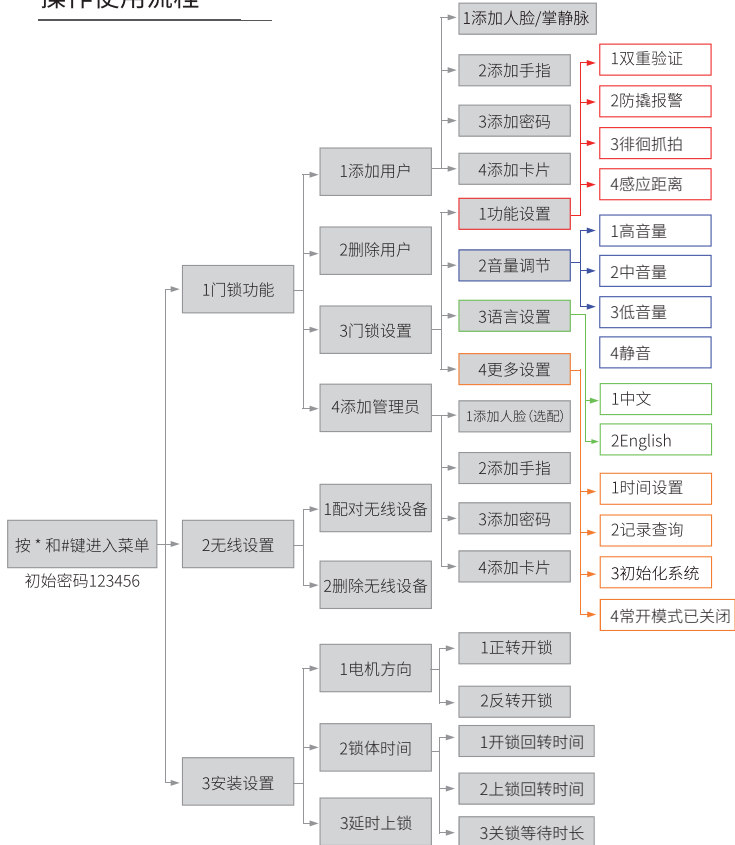 操作使用流程
按 * 和#键进入菜单
初始密码123456
1门锁功能
1添加用户
1添加人脸/掌静脉
2添加手指
3添加密码
4添加卡片
2删除用户
3门锁设置
1功能设置
1双重验证
2防撬报警
3徘徊抓拍
4感应距离
2音量调节
1高音量
2中音量
3低音量
4静音
3语言设置
1中文
2English
4更多设置
1时间设置
2记录查询
3初始化系统
4常开模式已关闭
4添加管理员
1添加人脸(选配)
2添加手指
3添加密码
4添加卡片
2无线设置
1配对无线设备
2删除无线设备
3安装设置
1电机方向
1正转开锁
2反转开锁
2锁体时间
1开锁回转时间
2上锁回转时间
3关锁等待时长
3延时上锁